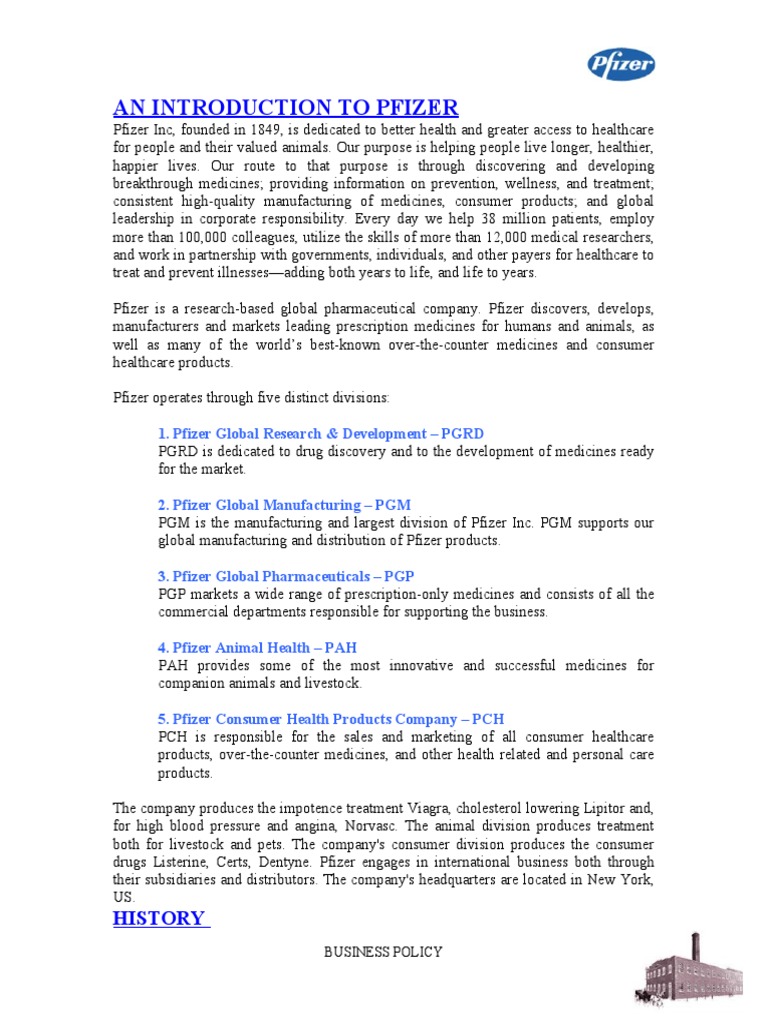 Pfizer
AN INTRODUCTION TO PFIZER
Pfizer Inc, founded in 1849, is dedicated to better health and greater access to healthcare
for people and their valued animals. Our purpose is helping people live longer, healthier,
happier lives. Our route to that purpose is through discovering and developing
breakthrough medicines; providing information on prevention, wellness, and treatment;
consistent high-quality manufacturing of medicines, consumer products; and global
leadership in corporate responsibility. Every day we help 38 million patients, employ
more than 100,000 colleagues, utilize the skills of more than 12,000 medical researchers,
and work in partnership with governments, individuals, and other payers for healthcare to
treat and prevent illnesses—adding both years to life, and life to years.
Pfizer is a research-based global pharmaceutical company. Pfizer discovers, develops,
manufacturers and markets leading prescription medicines for humans and animals, as
well as many of the world’s best-known over-the-counter medicines and consumer
healthcare products.
Pfizer operates through five distinct divisions:
1. Pfizer Global Research & Development – PGRD
PGRD is dedicated to drug discovery and to the development of medicines ready
for the market.
2. Pfizer Global Manufacturing – PGM
PGM is the manufacturing and largest division of Pfizer Inc. PGM supports our
global manufacturing and distribution of Pfizer products.
3. Pfizer Global Pharmaceuticals – PGP
PGP markets a wide range of prescription-only medicines and consists of all the
commercial departments responsible for supporting the business.
4. Pfizer Animal Health – PAH
PAH provides some of the most innovative and successful medicines for
companion animals and livestock.
5. Pfizer Consumer Health Products Company – PCH
PCH is responsible for the sales and marketing of all consumer healthcare
products, over-the-counter medicines, and other health related and personal care
products.
The company produces the impotence treatment Viagra, cholesterol lowering Lipitor and,
for high blood pressure and angina, Norvasc. The animal division produces treatment
both for livestock and pets. The company's consumer division produces the consumer
drugs Listerine, Certs, Dentyne. Pfizer engages in international business both through
their subsidiaries and distributors. The company's headquarters are located in New York,
US.
HISTORY
BUSINESS POLICY